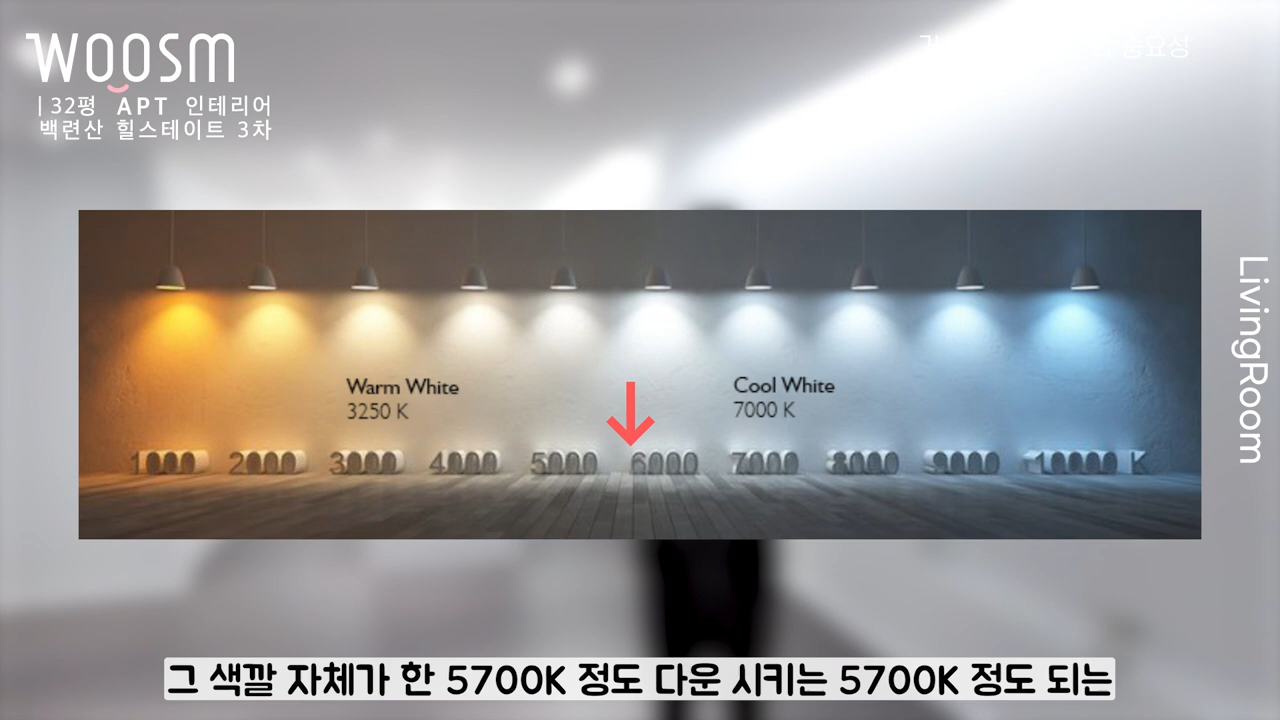 WOOSM
| 32평 APT 인테리어
백련산 힐스테이트 3차
LivingRoom
Warm White
3250 K
Cool White
7000 K
1000 2000 3000 4000 5000 6000 7000 8000 9000 10000 K
그 색깔 자체가 한 5700K 정도 다운 시키는 5700K 정도 되는